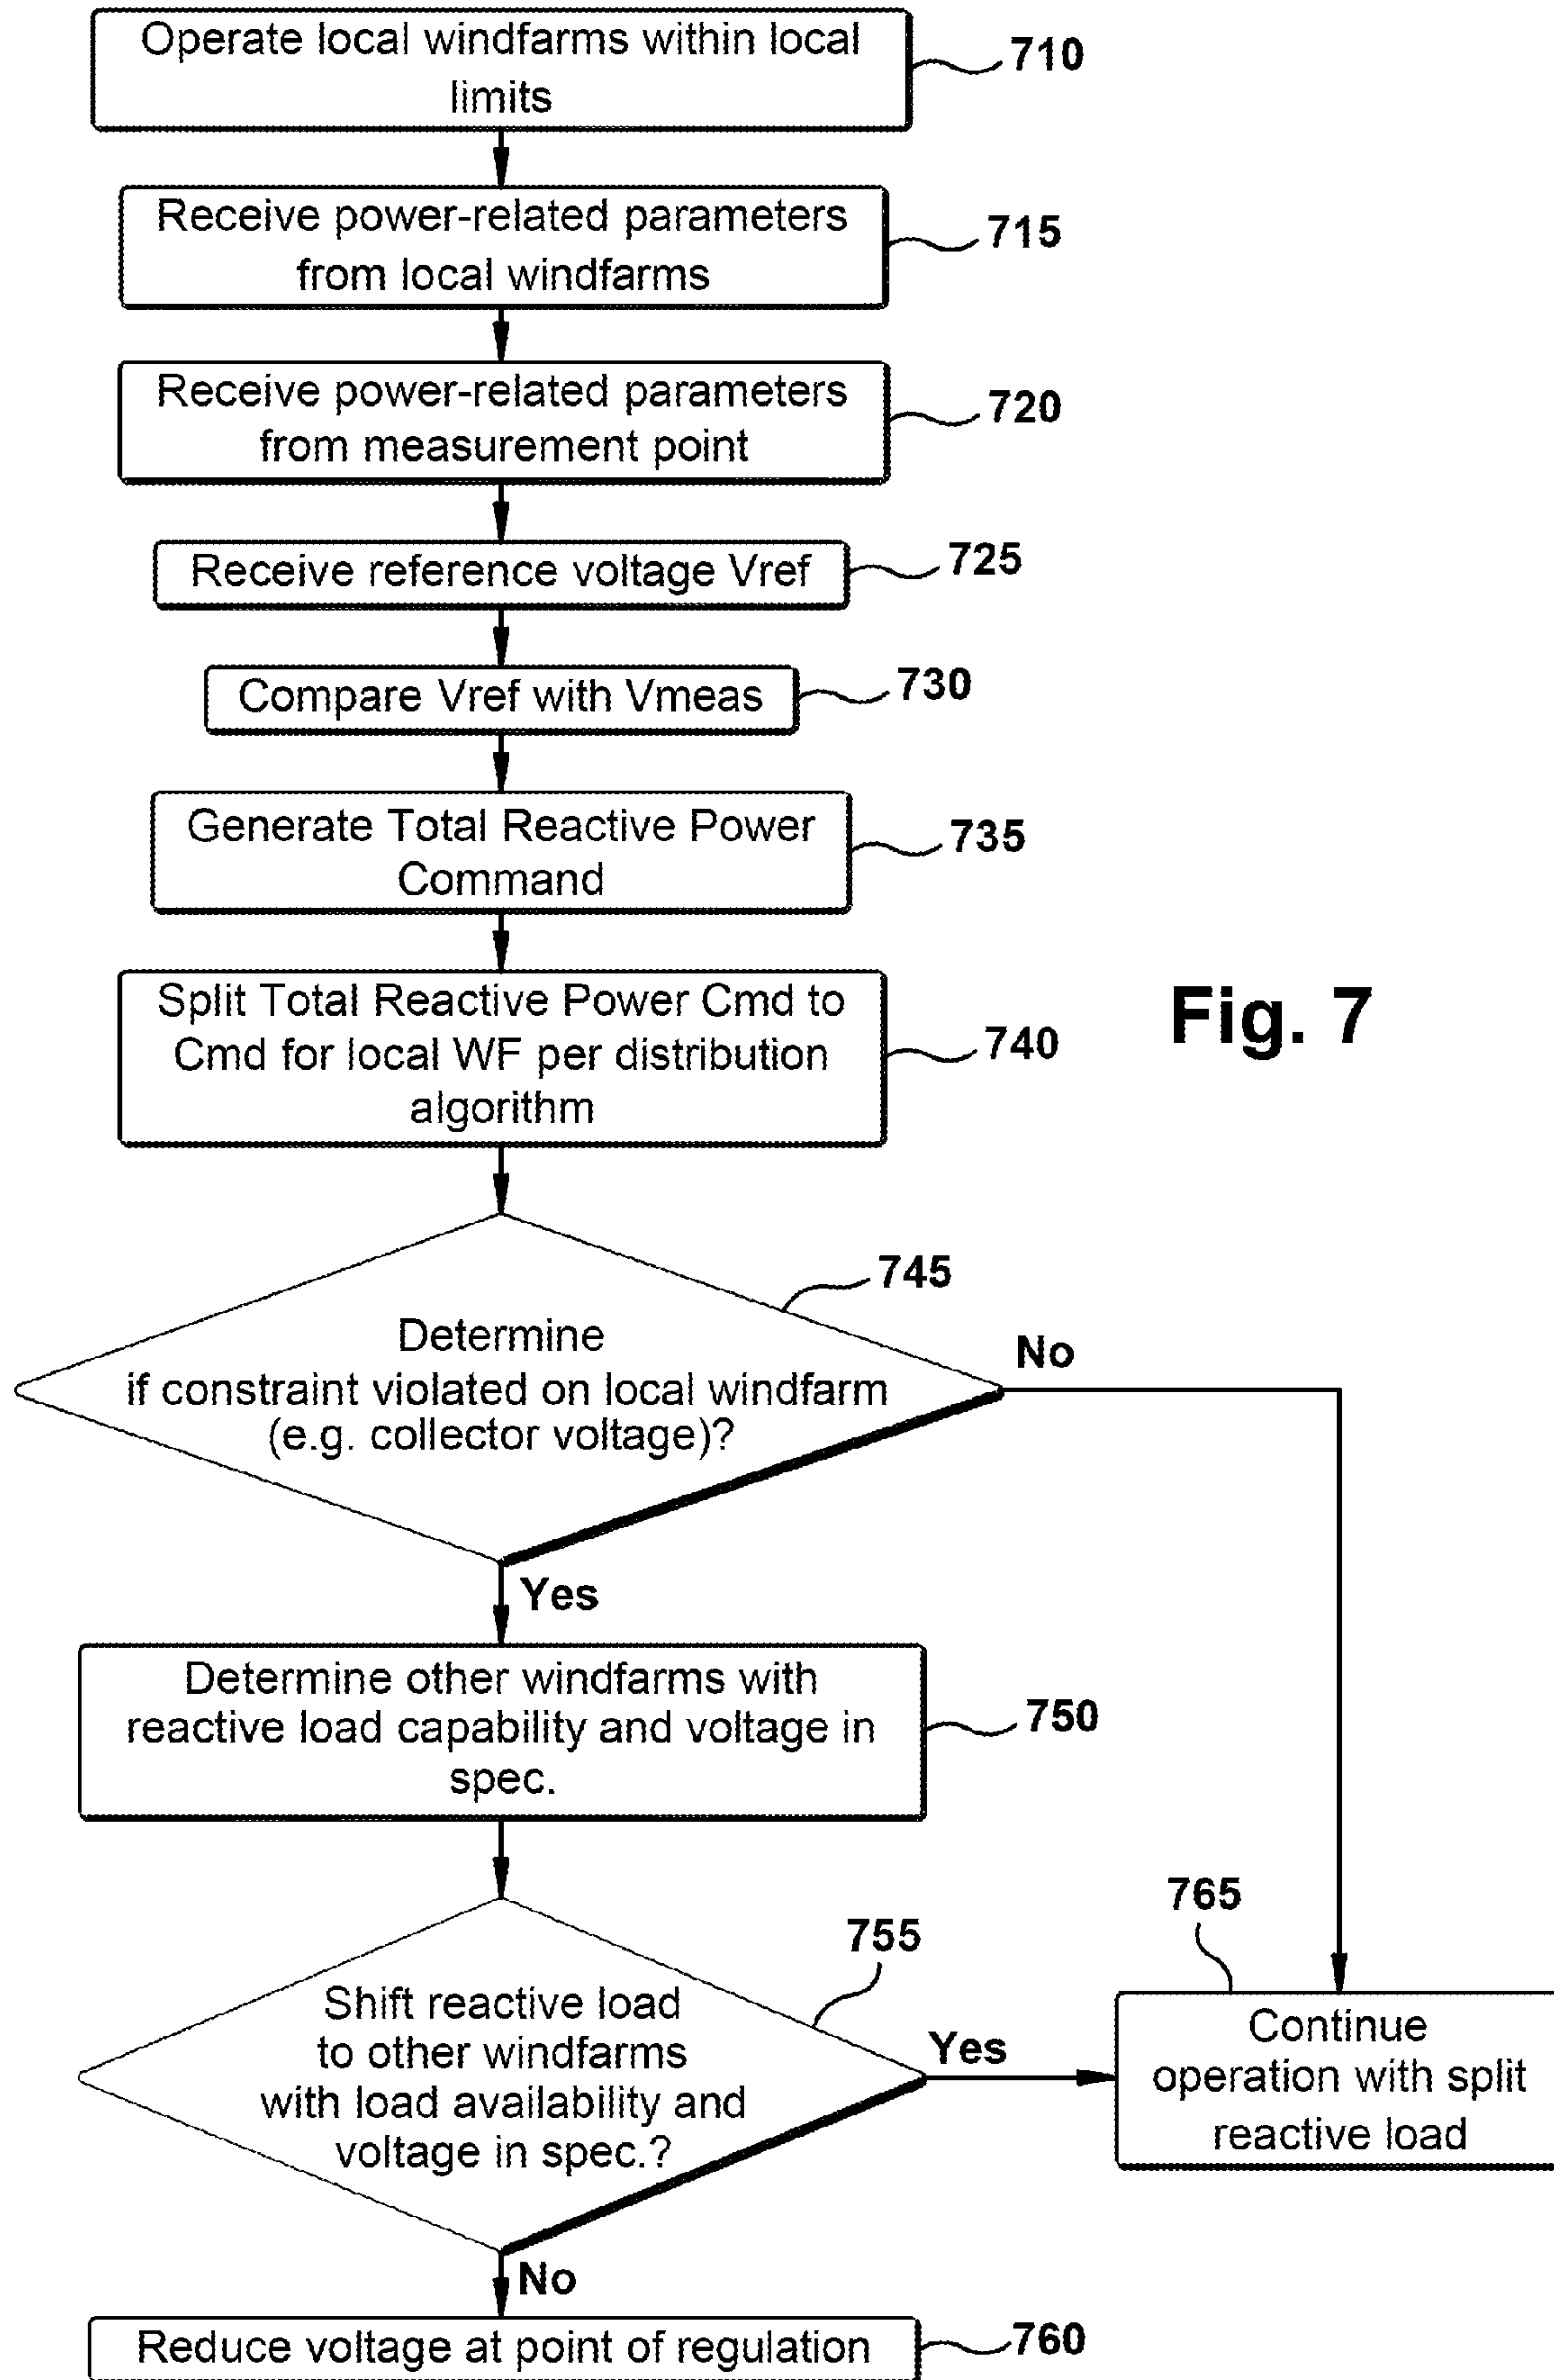 Operate local windfarms within local
limits
710
Receive power-related parameters
from local windfarms
715
Receive power-related parameters
from measurement point
720
Receive reference voltage Vref
725
Compare Vref with Vmeas
730
Generate Total Reactive Power
Command
735
Split Total Reactive Power Cmd to
Cmd for local WF per distribution
algorithm
740
Fig. 7
745
Determine
if constraint violated on local windfarm
(e.g. collector voltage)?
No
Yes
Determine other windfarms with
reactive load capability and voltage in
spec.
750
755
Shift reactive load
to other windfarms
with load availability and
voltage in spec.?
Yes
765
Continue
operation with split
reactive load
No
Reduce voltage at point of regulation
760